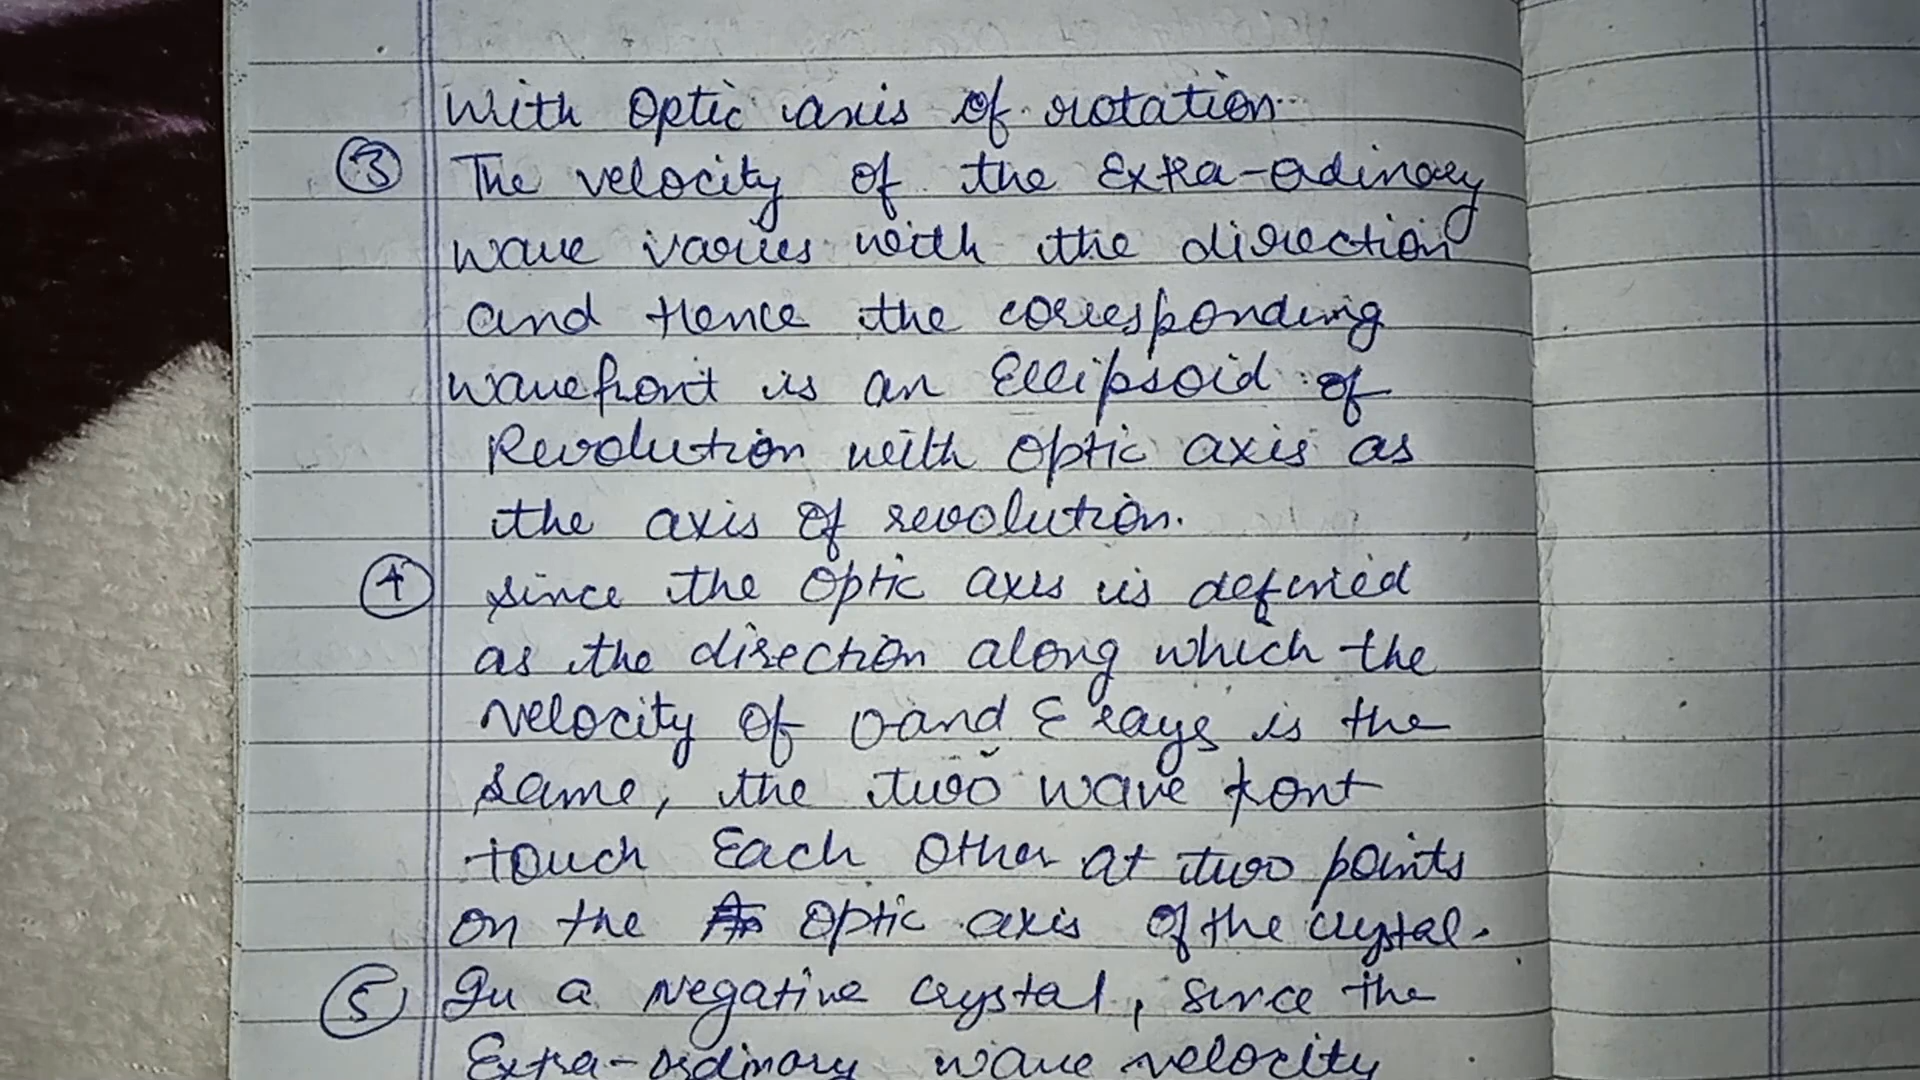 With Optic axis of rotation.
③ The velocity of the Extra-ordinary
wave varies with the direction
and Hence the corresponding
wavefront is an Ellipsoid of
Revolution with Optic axis as
the axis of revolution.
④ since the Optic axis is defined
as the direction along which the
velocity of O and E rays is the
same, the two wave font
touch Each Other at two points
on the Optic axis of the crystal.
⑤ In a Negative crystal, since the
Extra-ordinary wave velocity